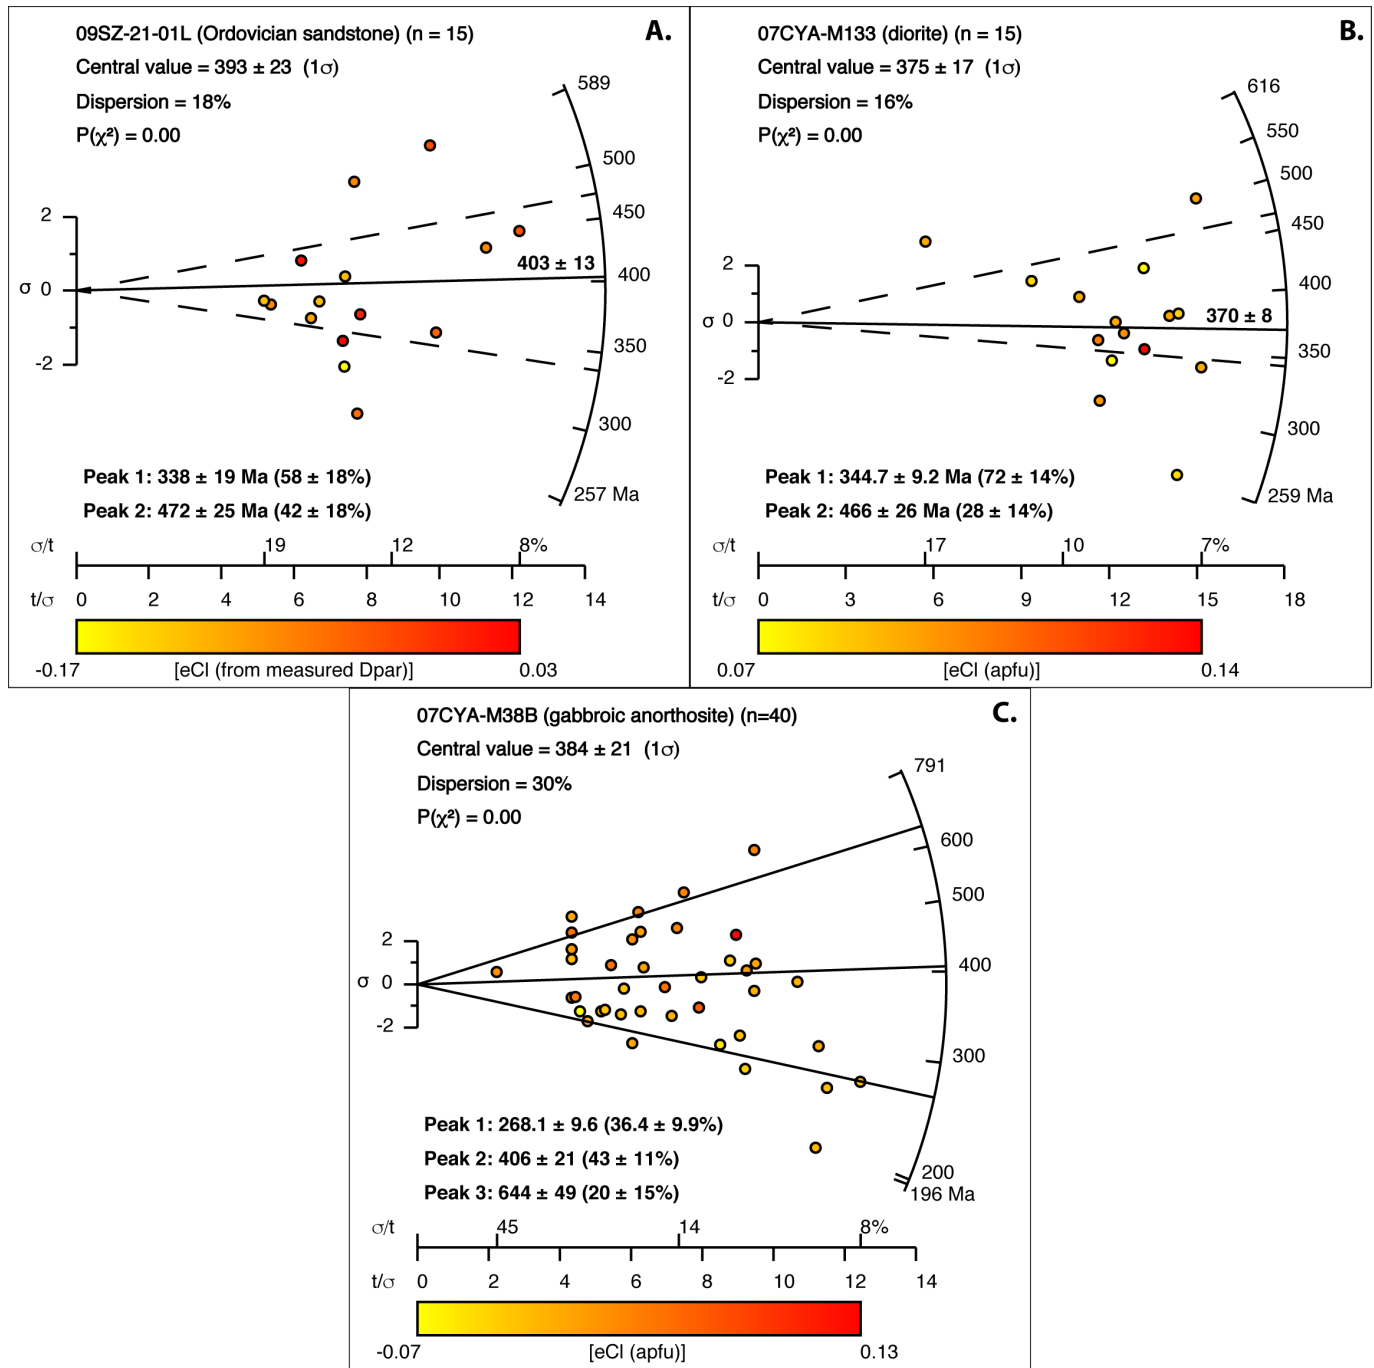 09SZ-21-01L (Ordovician sandstone) (n = 15)
A.
Central value = 393 ± 23 (1σ)
Dispersion = 18%
P(χ²) = 0.00
589
500
450
403 ± 13
400
350
300
257 Ma
2
σ 0
-2
Peak 1: 338 ± 19 Ma (58 ± 18%)
Peak 2: 472 ± 25 Ma (42 ± 18%)
σ/t 19 12 8%
t/σ 0 2 4 6 8 10 12 14
-0.17 [eCl (from measured Dpar)] 0.03
07CYA-M133 (diorite) (n = 15)
B.
Central value = 375 ± 17 (1σ)
Dispersion = 16%
P(χ²) = 0.00
616
550
500
450
400
370 ± 8
350
300
259 Ma
2
σ 0
-2
Peak 1: 344.7 ± 9.2 Ma (72 ± 14%)
Peak 2: 466 ± 26 Ma (28 ± 14%)
σ/t 17 10 7%
t/σ 0 3 6 9 12 15 18
0.07 [eCl (apfu)] 0.14
07CYA-M38B (gabbroic anorthosite) (n=40)
C.
Central value = 384 ± 21 (1σ)
Dispersion = 30%
P(χ²) = 0.00
791
600
500
400
300
200
196 Ma
2
σ 0
-2
Peak 1: 268.1 ± 9.6 (36.4 ± 9.9%)
Peak 2: 406 ± 21 (43 ± 11%)
Peak 3: 644 ± 49 (20 ± 15%)
σ/t 45 14 8%
t/σ 0 2 4 6 8 10 12 14
-0.07 [eCl (apfu)] 0.13